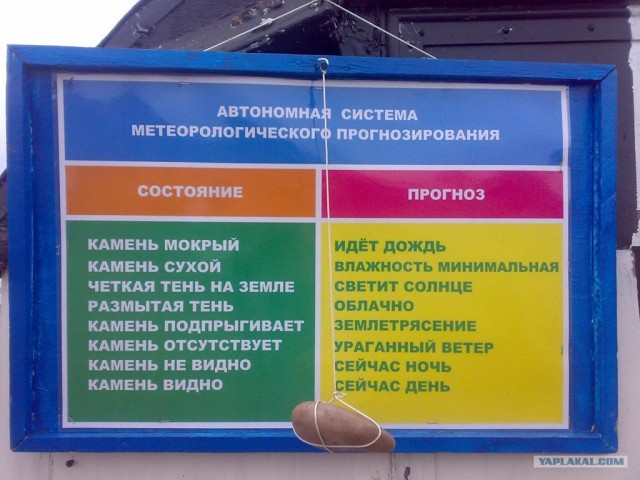 АВТОНОМНАЯ СИСТЕМА
МЕТЕОРОЛОГИЧЕСКОГО ПРОГНОЗИРОВАНИЯ
СОСТОЯНИЕ
ПРОГНОЗ
КАМЕНЬ МОКРЫЙ ИДЁТ ДОЖДЬ
КАМЕНЬ СУХОЙ ВЛАЖНОСТЬ МИНИМАЛЬНАЯ
ЧЕТКАЯ ТЕНЬ НА ЗЕМЛЕ СВЕТИТ СОЛНЦЕ
РАЗМЫТАЯ ТЕНЬ ОБЛАЧНО
КАМЕНЬ ПОДПРЫГИВАЕТ ЗЕМЛЕТРЯСЕНИЕ
КАМЕНЬ ОТСУТСТВУЕТ УРАГАННЫЙ ВЕТЕР
КАМЕНЬ НЕ ВИДНО СЕЙЧАС НОЧЬ
КАМЕНЬ ВИДНО СЕЙЧАС ДЕНЬ
YAPLAKAL.COM